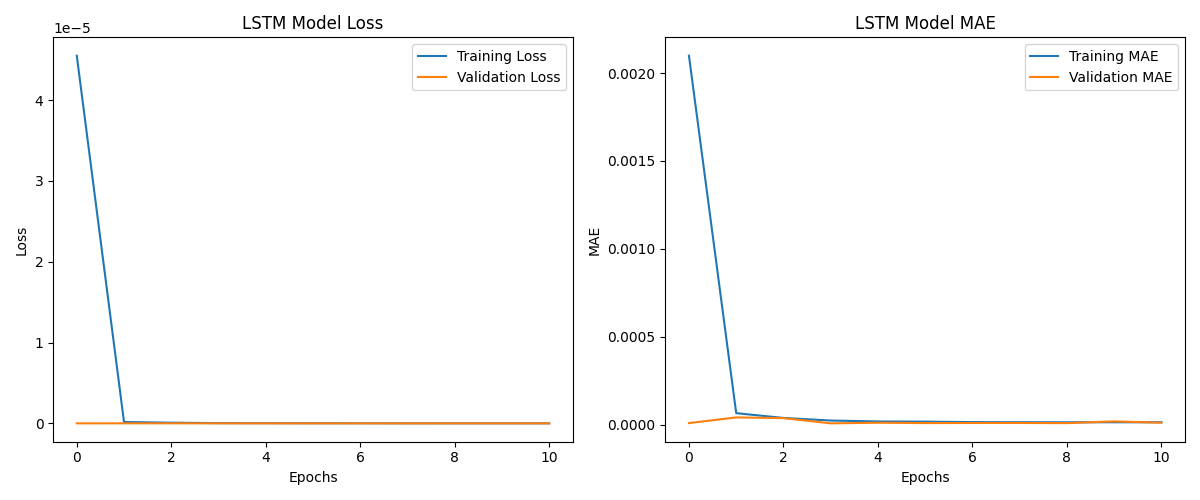 LSTM Model Loss
1e−5
Training Loss
Validation Loss
4
3
2
1
0
Loss
0 2 4 6 8 10
Epochs
LSTM Model MAE
Training MAE
Validation MAE
0.0020
0.0015
0.0010
0.0005
0.0000
MAE
0 2 4 6 8 10
Epochs